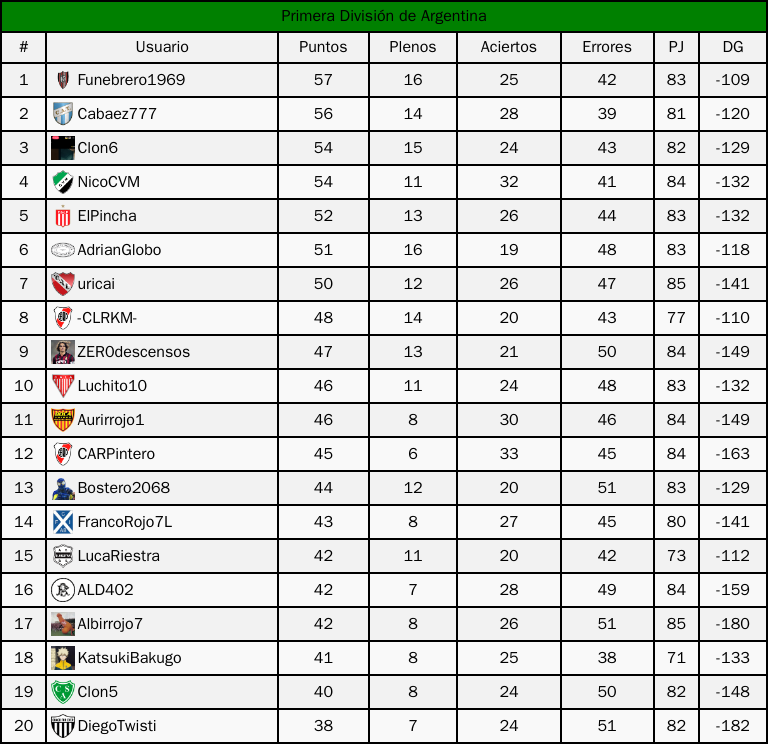 Primera División de Argentina
# Usuario Puntos Plenos Aciertos Errores PJ DG
1 Funebrero1969 57 16 25 42 83 -109
2 Cabaez777 56 14 28 39 81 -120
3 Clon6 54 15 24 43 82 -129
4 NicoCVM 54 11 32 41 84 -132
5 ElPincha 52 13 26 44 83 -132
6 AdrianGlobo 51 16 19 48 83 -118
7 uricai 50 12 26 47 85 -141
8 -CLRKM- 48 14 20 43 77 -110
9 ZER0descensos 47 13 21 50 84 -149
10 Luchito10 46 11 24 48 83 -132
11 Aurirrojo1 46 8 30 46 84 -149
12 CARPintero 45 6 33 45 84 -163
13 Bostero2068 44 12 20 51 83 -129
14 FrancoRojo7L 43 8 27 45 80 -141
15 LucaRiestra 42 11 20 42 73 -112
16 ALD402 42 7 28 49 84 -159
17 Albirrojo7 42 8 26 51 85 -180
18 KatsukiBakugo 41 8 25 38 71 -133
19 Clon5 40 8 24 50 82 -148
20 DiegoTwisti 38 7 24 51 82 -182